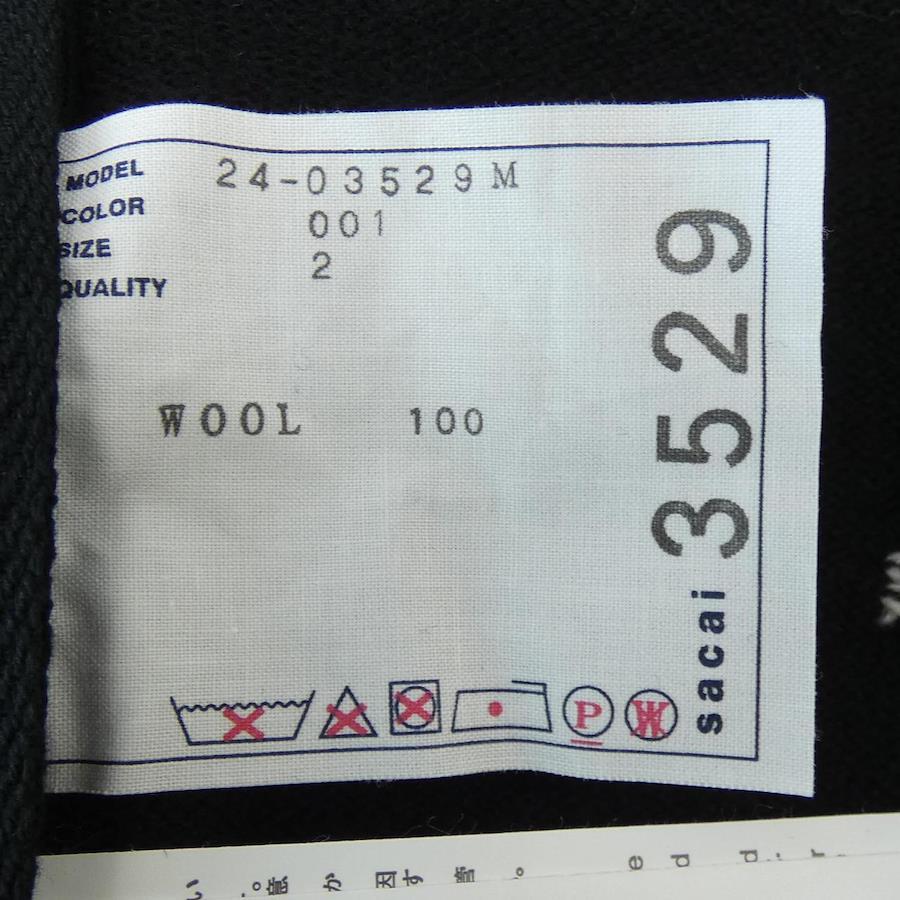 MODEL 24-03529M
COLOR 001
SIZE 2
QUALITY
WOOL 100
P W
sacai 3529